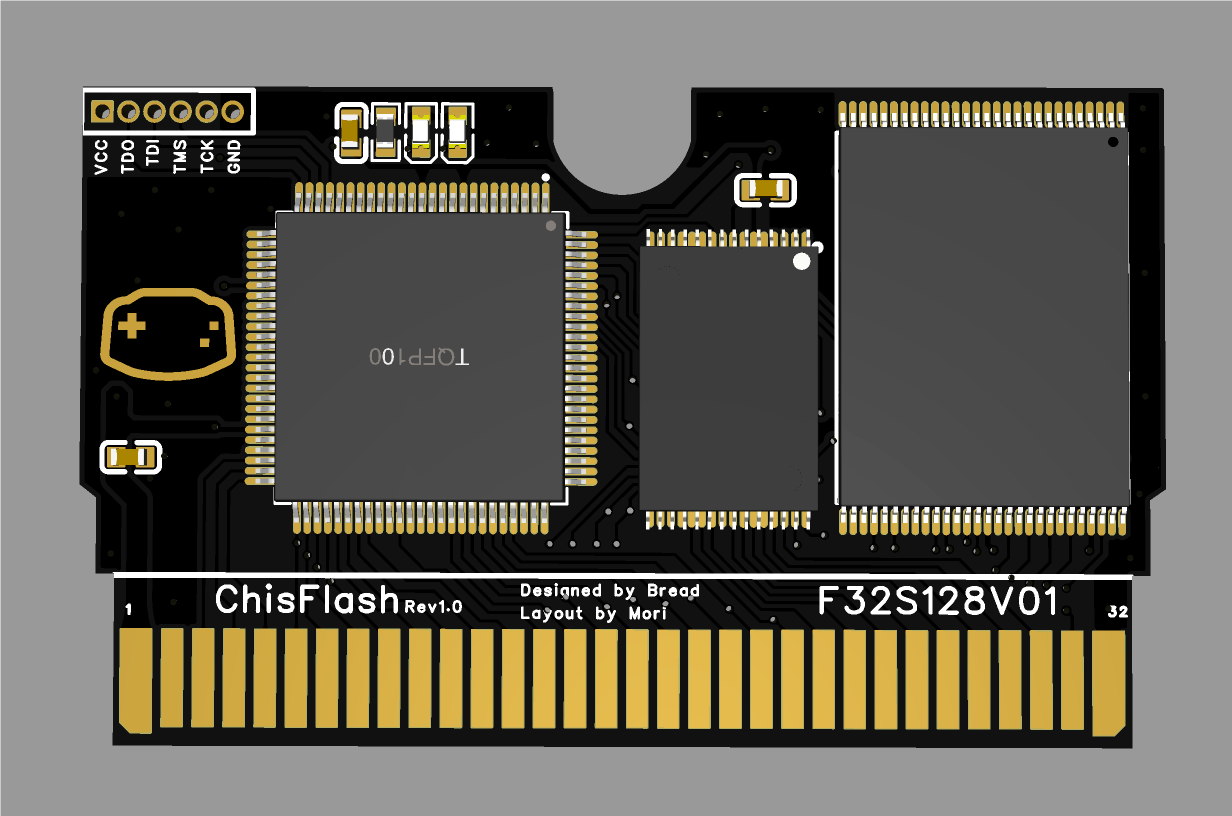 VCC
TDO
TDI
TMS
TCK
GND
TQFP100
ChisFlash Rev1.0
Designed by Bread
Layout by Mori
F32S128V01
1
32